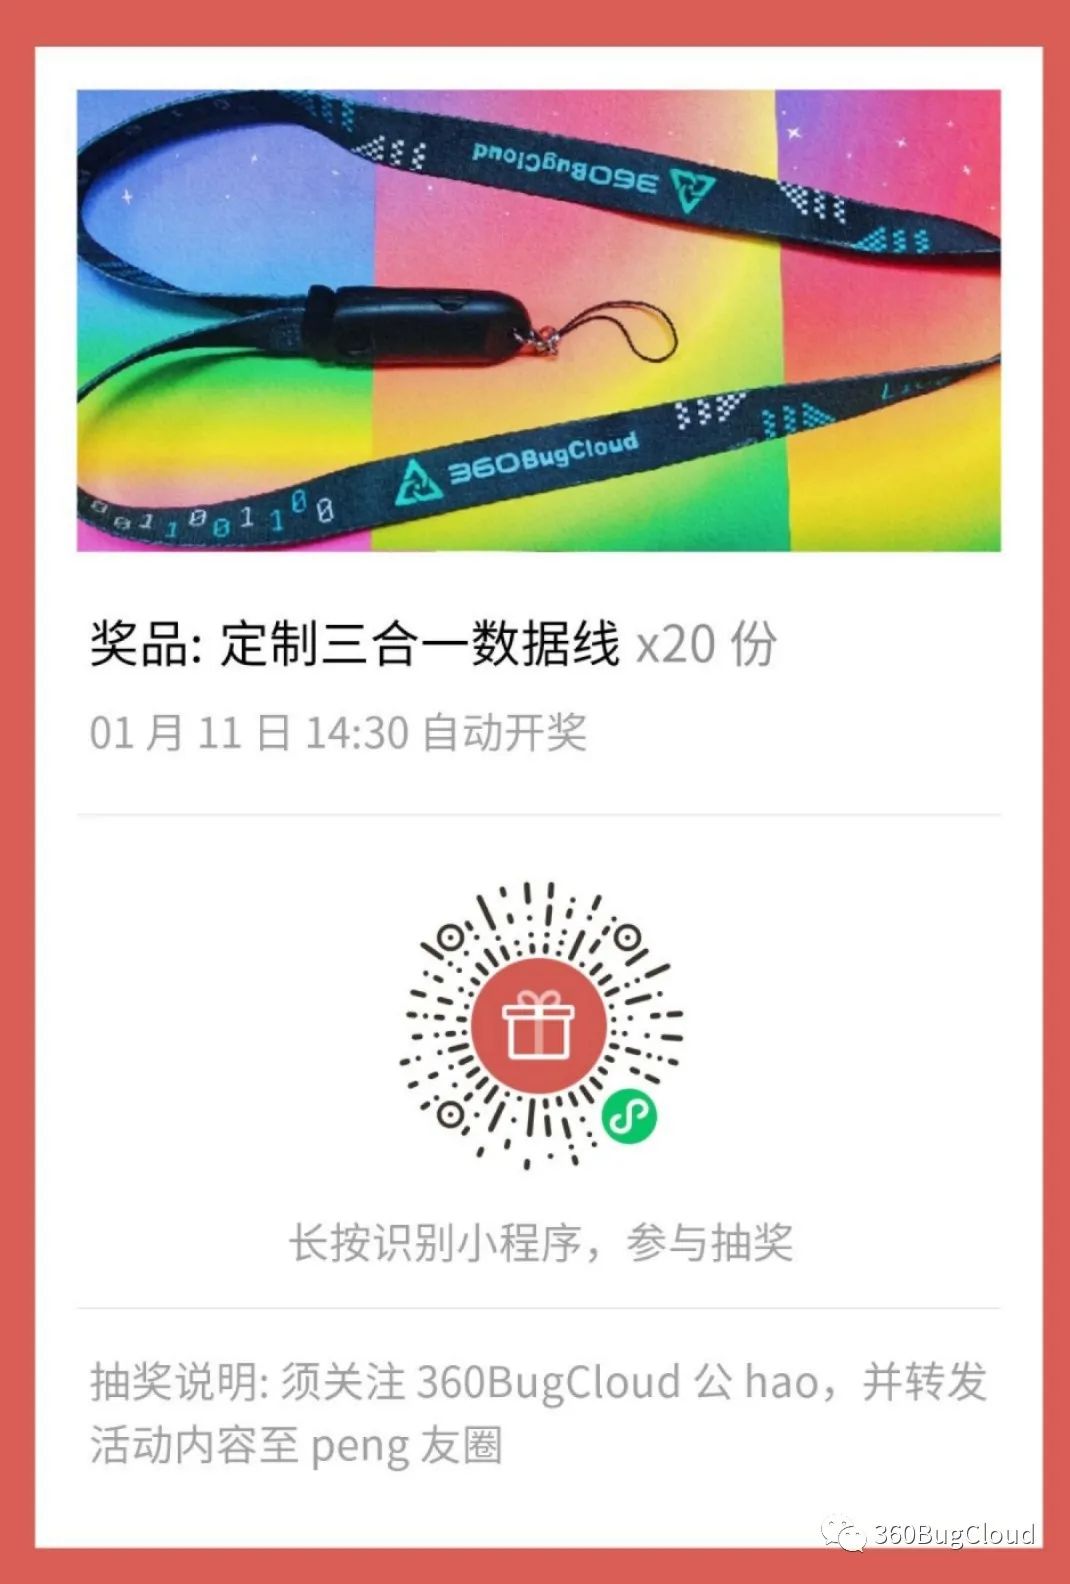 360BugCloud
360BugCloud
00110011 00
奖品: 定制三合一数据线 x20 份
01 月 11 日 14:30 自动开奖
长按识别小程序，参与抽奖
抽奖说明: 须关注 360BugCloud 公 hao，并转发
活动内容至 peng 友圈
360BugCloud